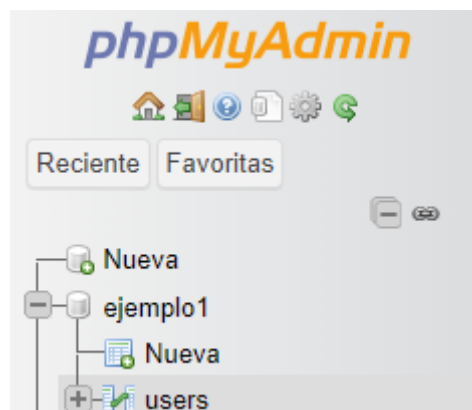 phpMyAdmin
Reciente Favoritas
Nueva
ejemplo1
Nueva
users